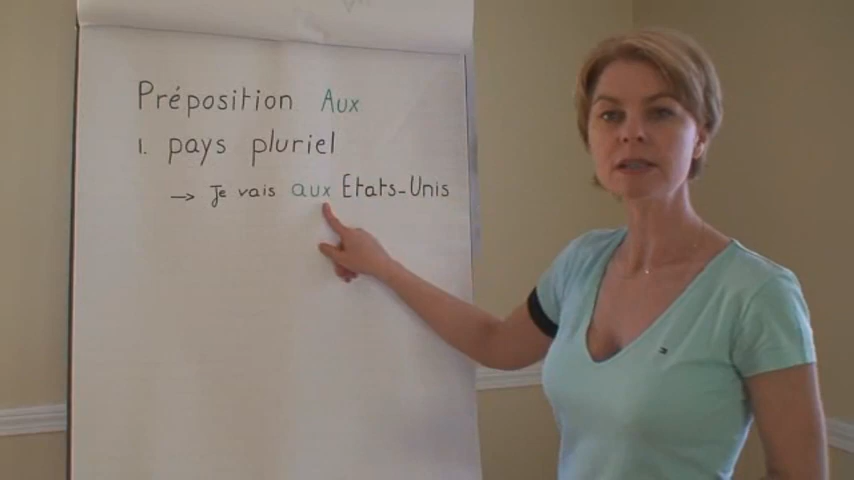 Préposition Aux
1. pays pluriel
→ Je vais aux Etats-Unis